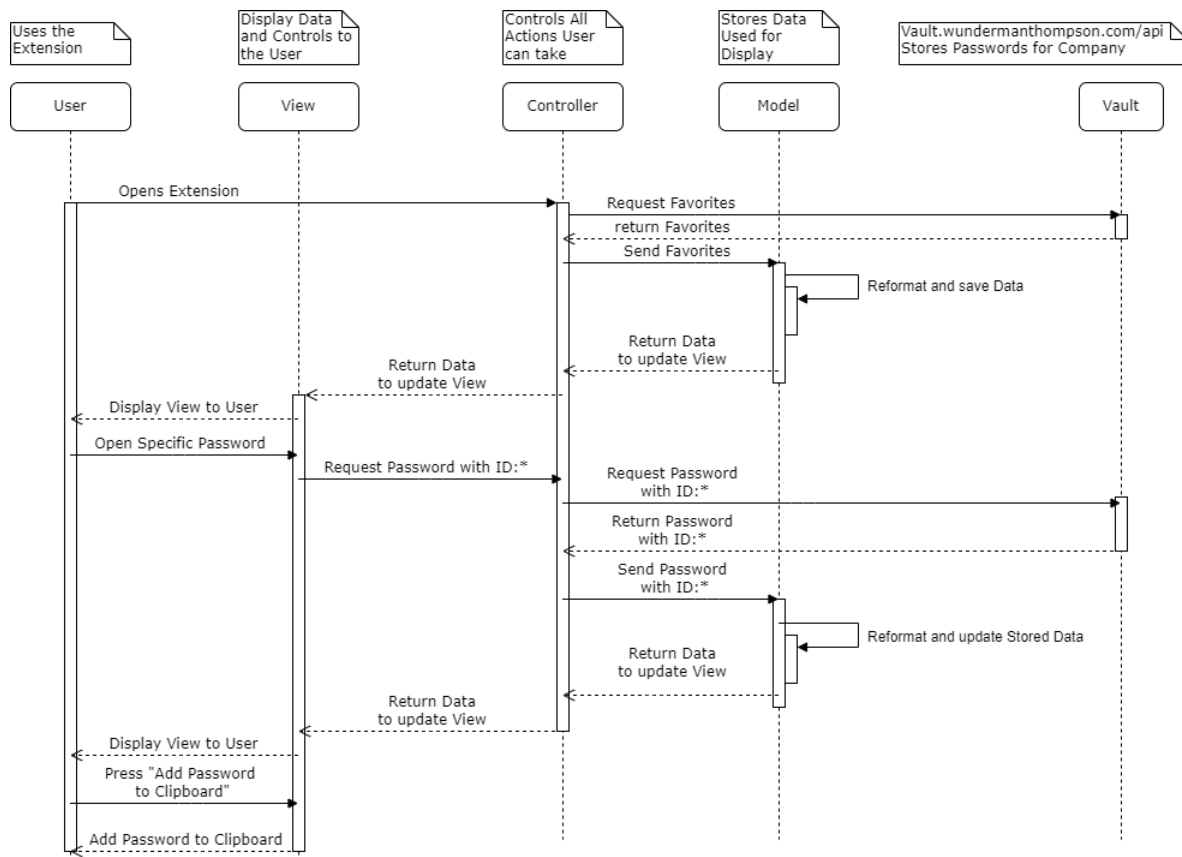 Uses the
Extension
Display Data
and Controls to
the User
Controls All
Actions User
can take
Stores Data
Used for
Display
Vault.wundermanthompson.com/api
Stores Passwords for Company
User
View
Controller
Model
Vault
Opens Extension
Request Favorites
return Favorites
Send Favorites
Reformat and save Data
Return Data
to update View
Return Data
to update View
Display View to User
Open Specific Password
Request Password with ID:*
Request Password
with ID:*
Return Password
with ID:*
Send Password
with ID:*
Reformat and update Stored Data
Return Data
to update View
Return Data
to update View
Display View to User
Press "Add Password
to Clipboard"
Add Password to Clipboard